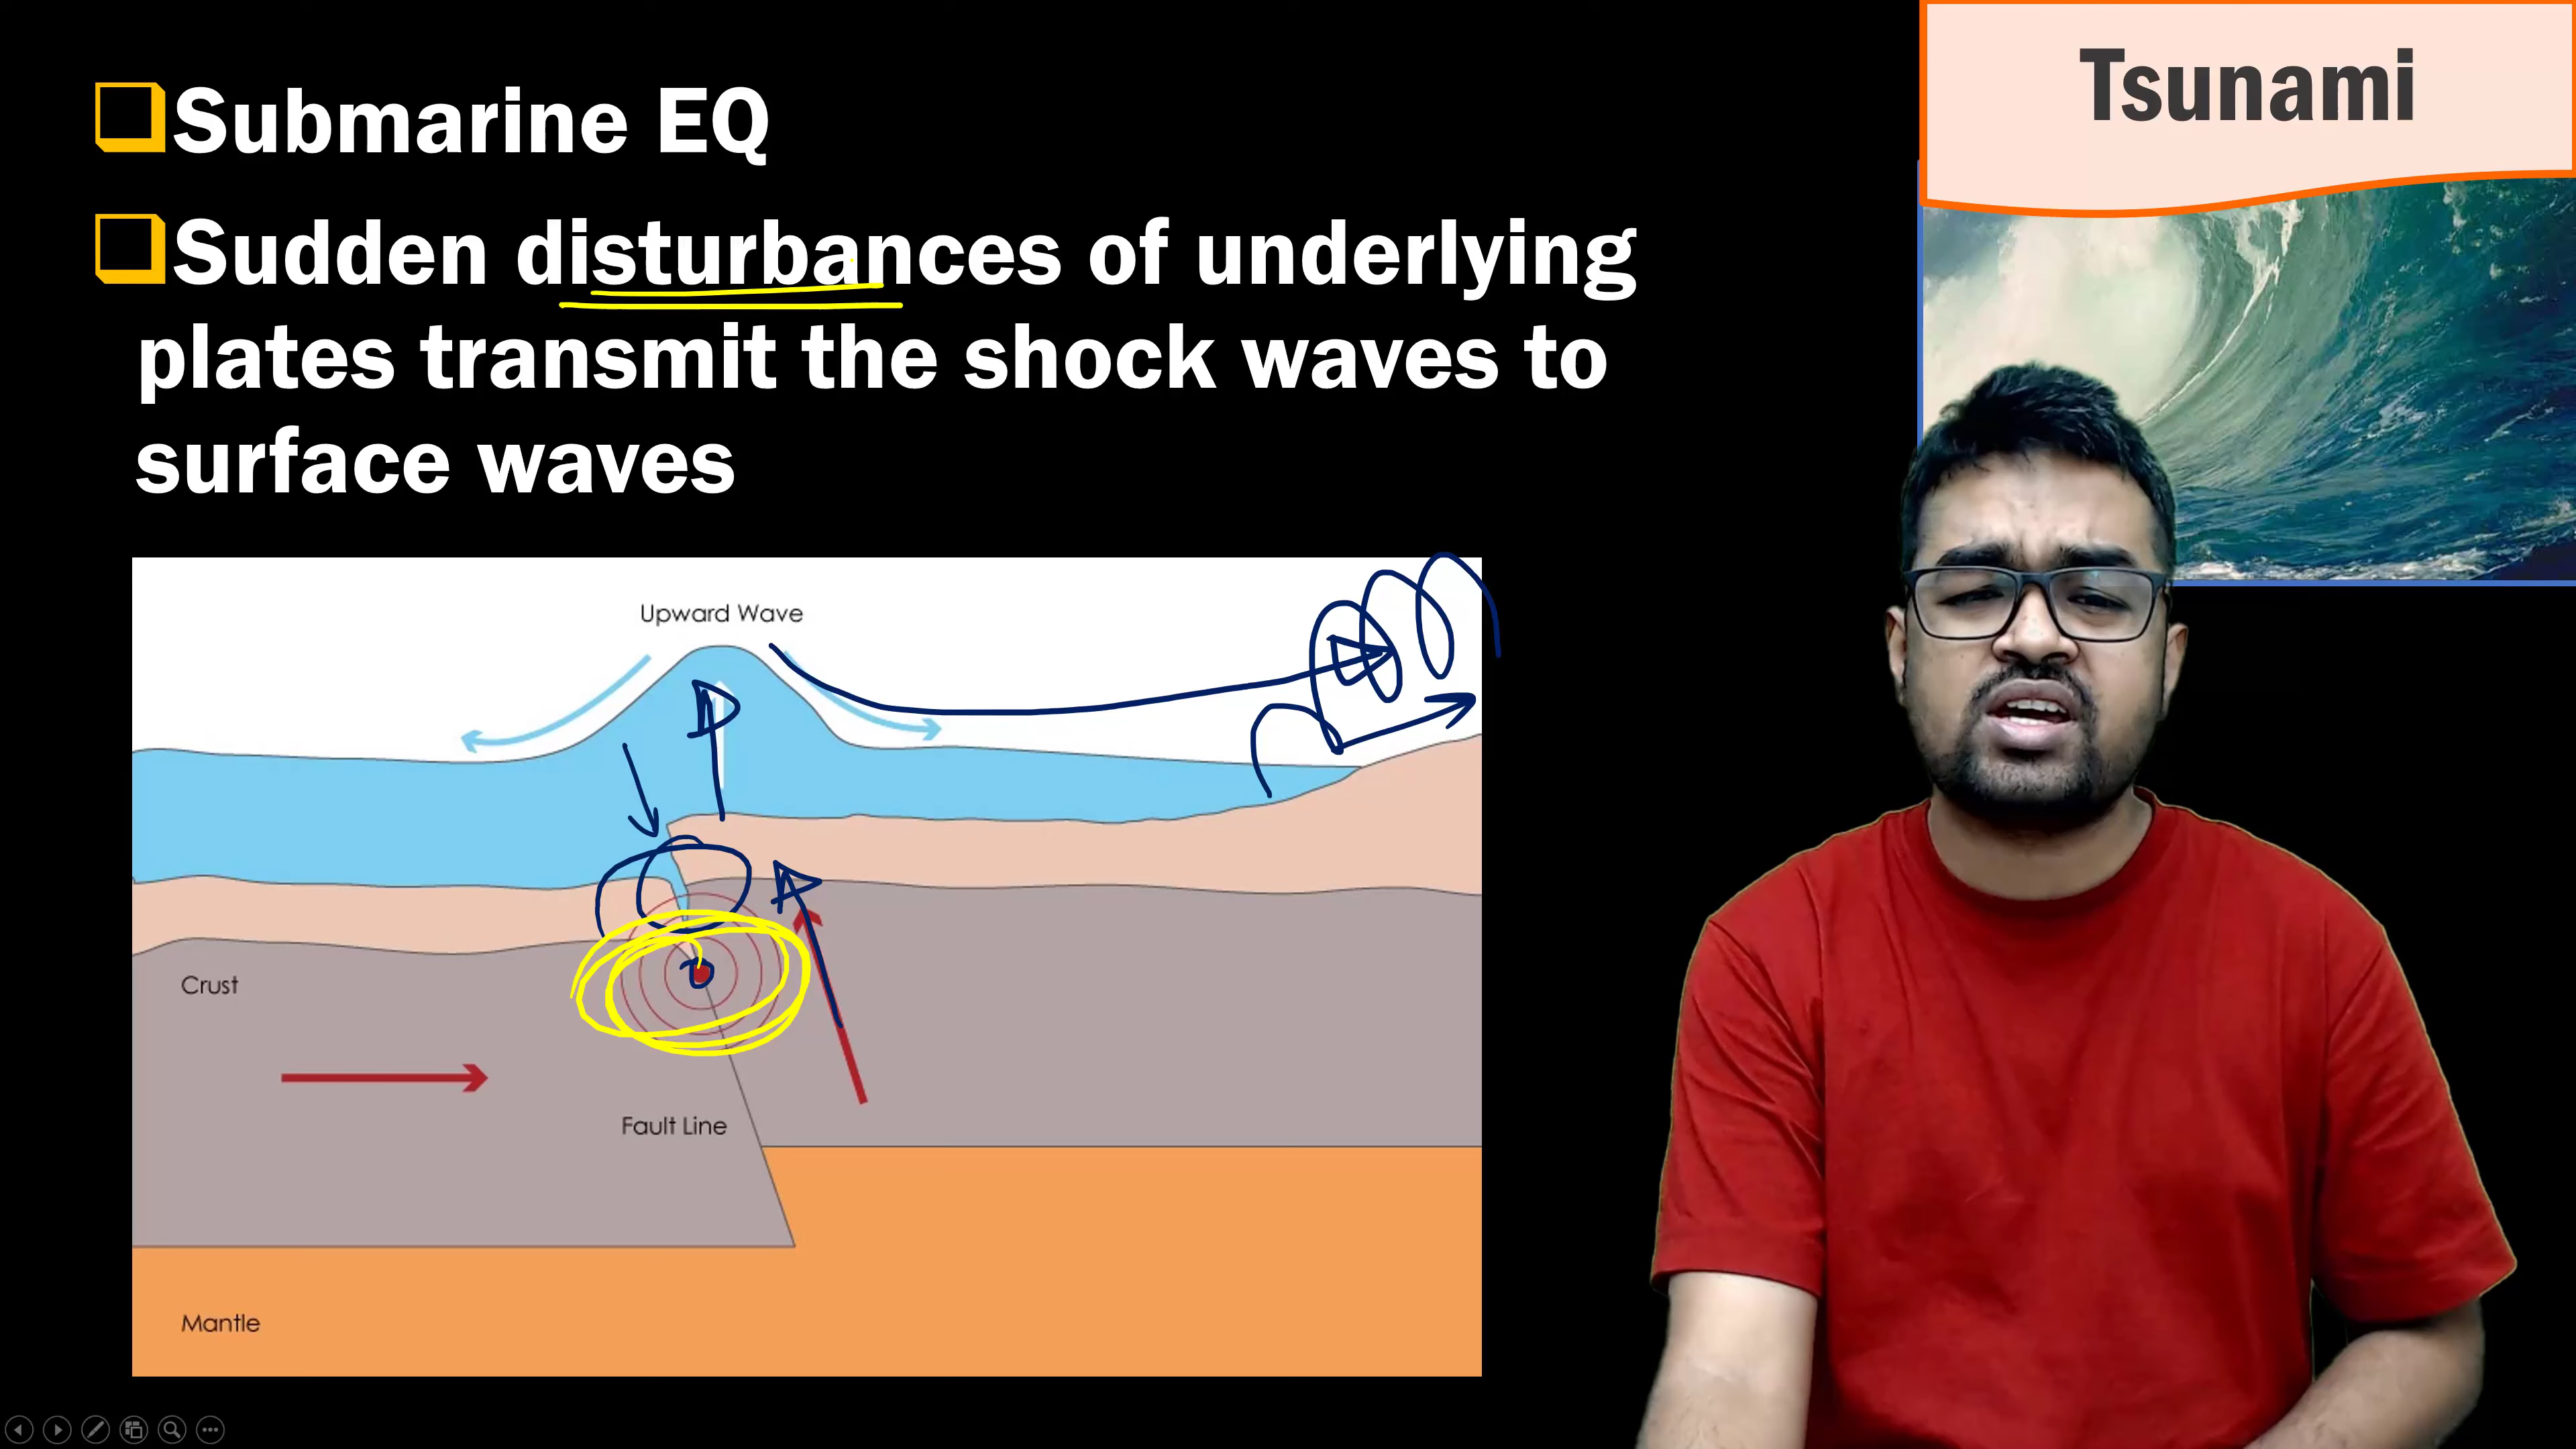 Tsunami
Submarine EQ
Sudden disturbances of underlying
plates transmit the shock waves to
surface waves
Upward Wave
Crust
Fault Line
Mantle